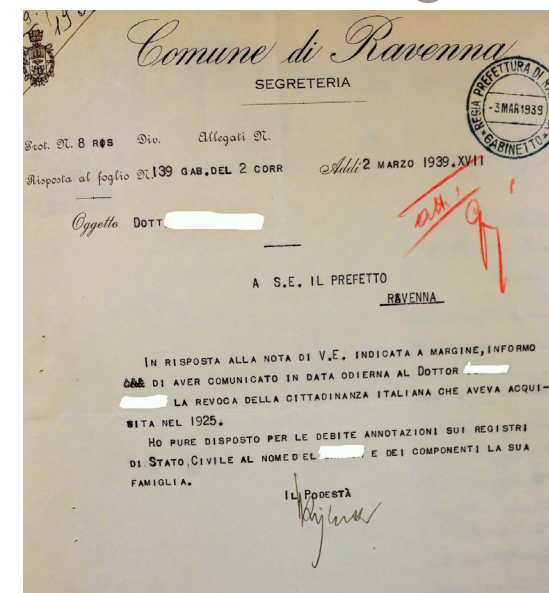 19
Comune di Ravenna
SEGRETERIA
REGIA PREFETTURA DI
-3.MAR1939
*GABINETTO*
Prot. N. 8 RøS Div. Allegati N.
Risposta al foglio N. 139 GAB.DEL 2 CORR Addì 2 MARZO 1939.XVII
Oggetto DOTT
atti
A S.E. IL PREFETTO
RAVENNA
IN RISPOSTA ALLA NOTA DI V.E. INDICATA A MARGINE, INFORMO
DI AVER COMUNICATO IN DATA ODIERNA AL DOTTOR
LA REVOCA DELLA CITTADINANZA ITALIANA CHE AVEVA ACQUI-
SITA NEL 1925.
HO PURE DISPOSTO PER LE DEBITE ANNOTAZIONI SUI REGISTRI
DI STATO CIVILE AL NOME DEL E DEI COMPONENTI LA SUA
FAMIGLIA.
IL PODESTÀ